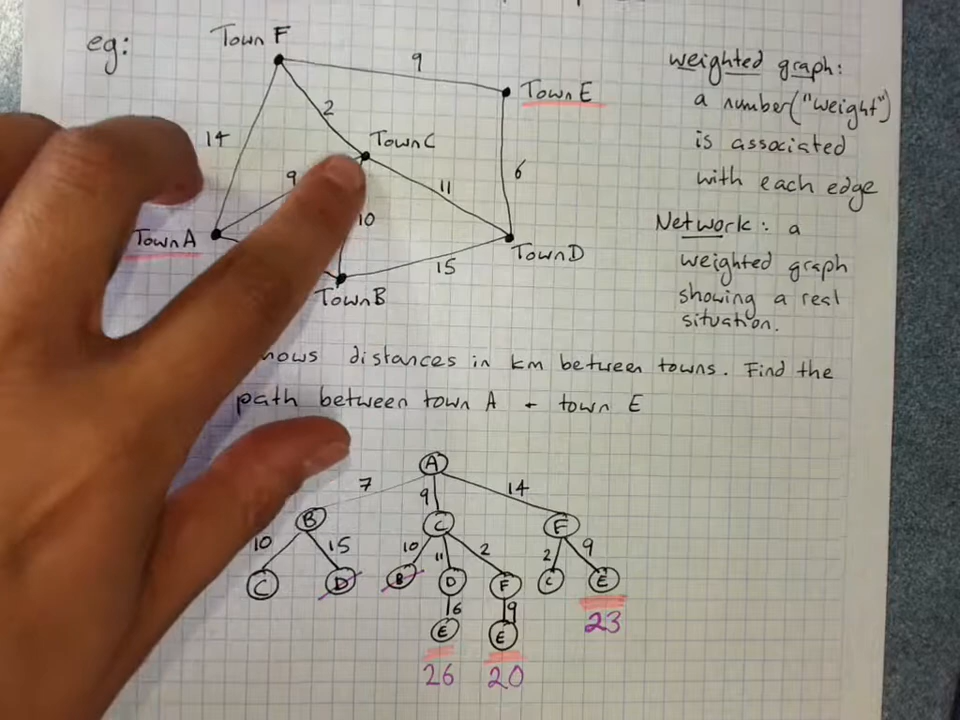 eg:
Town F
9
Town E
2
14
Town C
9
11
6
10
Town A
Town D
15
Town B
weighted graph:
a number ("weight")
is associated
with each edge
Network: a
weighted graph
showing a real
situation.
distances in km between towns. Find the
path between town A + town E
A
7
9
14
B
C
F
10
15
10
11
2
2
9
C
D
B
D
F
C
E
6
9
23
E
E
26
20